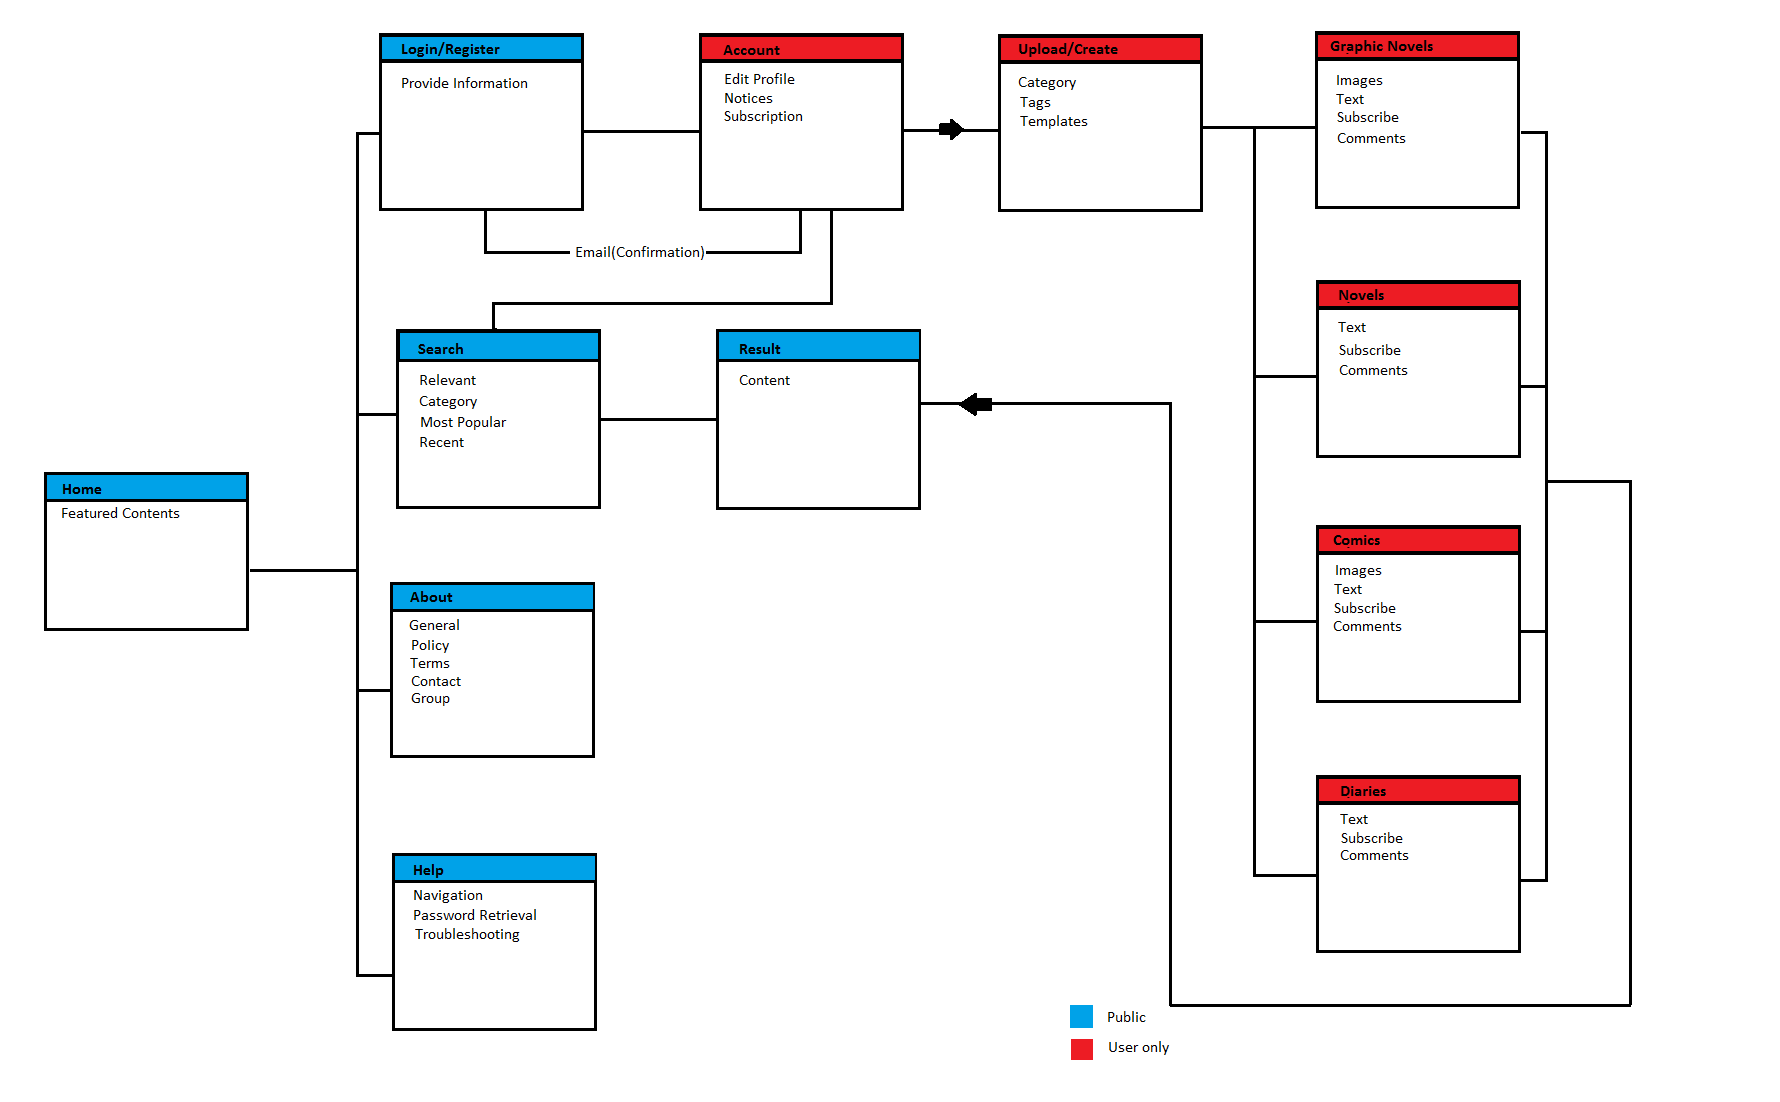 Login/Register
Provide Information
Account
Edit Profile
Notices
Subscription
Upload/Create
Category
Tags
Templates
Graphic Novels
Images
Text
Subscribe
Comments
Email(Confirmation)
Novels
Text
Subscribe
Comments
Search
Relevant
Category
Most Popular
Recent
Result
Content
Home
Featured Contents
Comics
Images
Text
Subscribe
Comments
About
General
Policy
Terms
Contact
Group
Diaries
Text
Subscribe
Comments
Help
Navigation
Password Retrieval
Troubleshooting
Public
User only